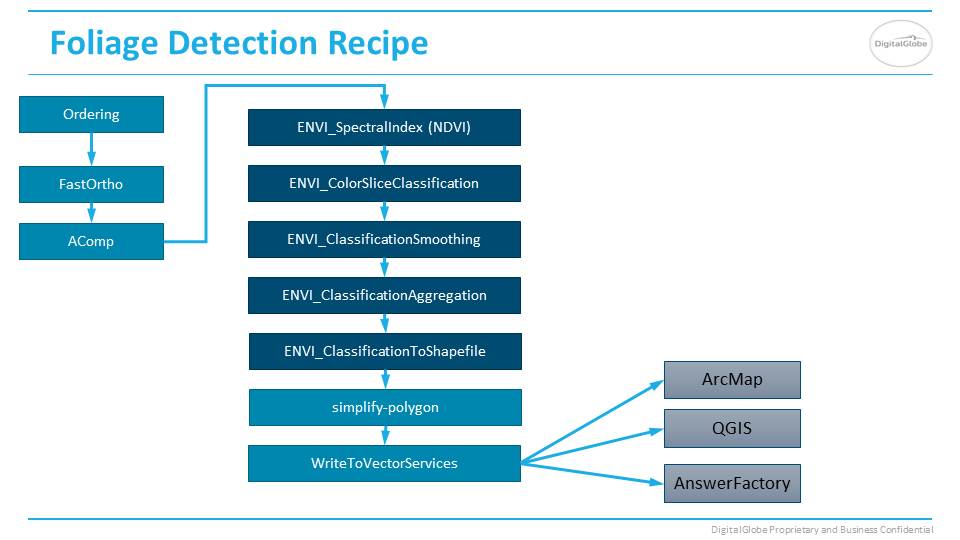 Foliage Detection Recipe
DigitalGlobe
Ordering
FastOrtho
AComp
ENVI_SpectralIndex (NDVI)
ENVI_ColorSliceClassification
ENVI_ClassificationSmoothing
ENVI_ClassificationAggregation
ENVI_ClassificationToShapefile
simplify-polygon
WriteToVectorServices
ArcMap
QGIS
AnswerFactory
DigitalGlobe Proprietary and Business Confidential